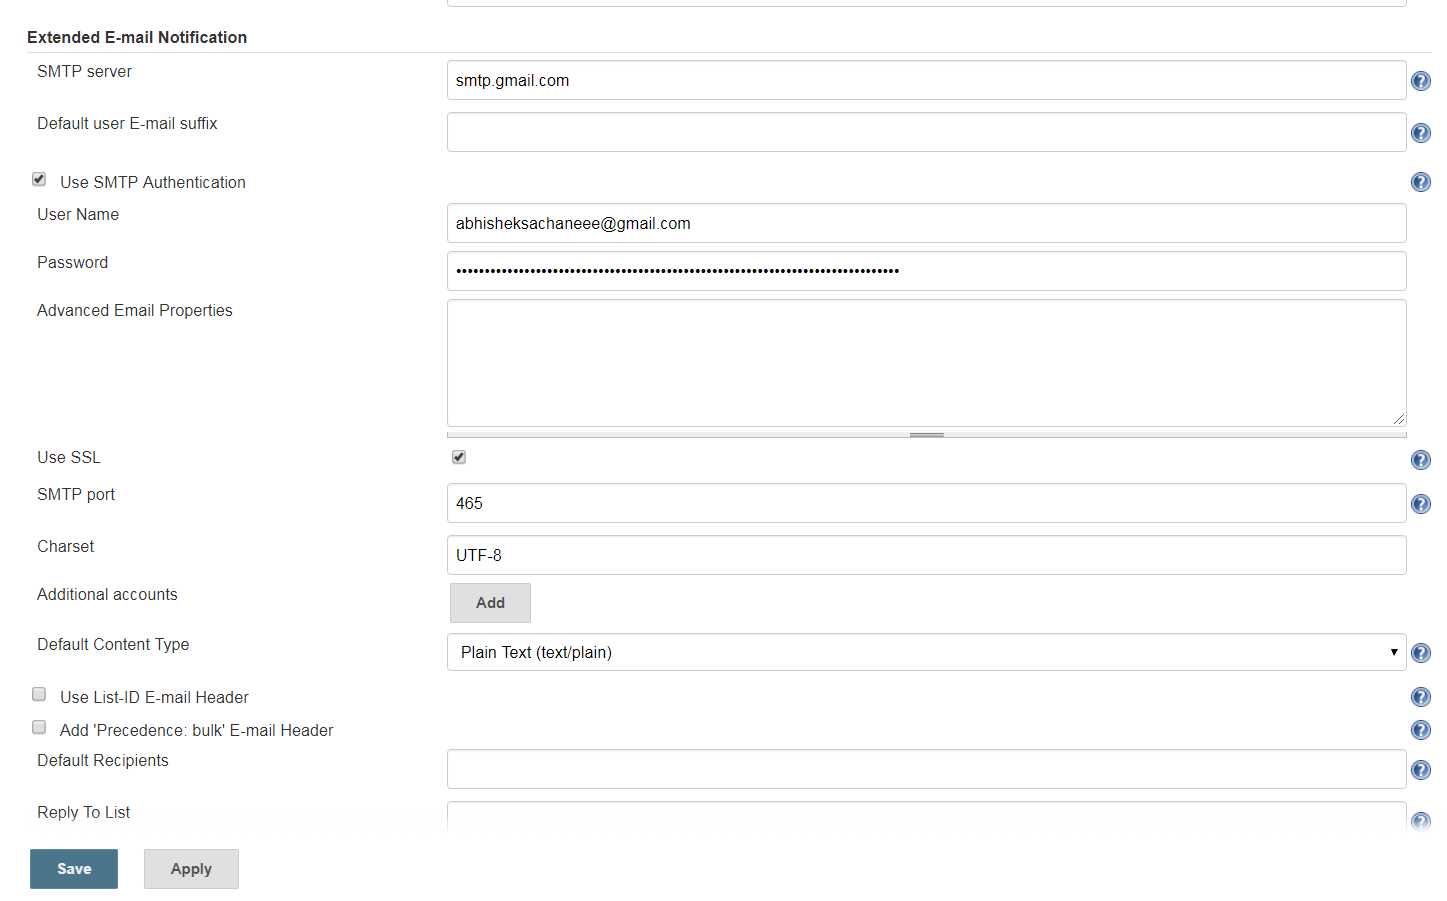 Extended E-mail Notification
SMTP server
smtp.gmail.com
Default user E-mail suffix
Use SMTP Authentication
User Name
abhisheksachaneee@gmail.com
Password
••••••••••••••••••••••••••••••••••••••••••••••••••••••••••••••••••••••••••
Advanced Email Properties
Use SSL
SMTP port
465
Charset
UTF-8
Additional accounts
Add
Default Content Type
Plain Text (text/plain)
Use List-ID E-mail Header
Add 'Precedence: bulk' E-mail Header
Default Recipients
Reply To List
Save
Apply